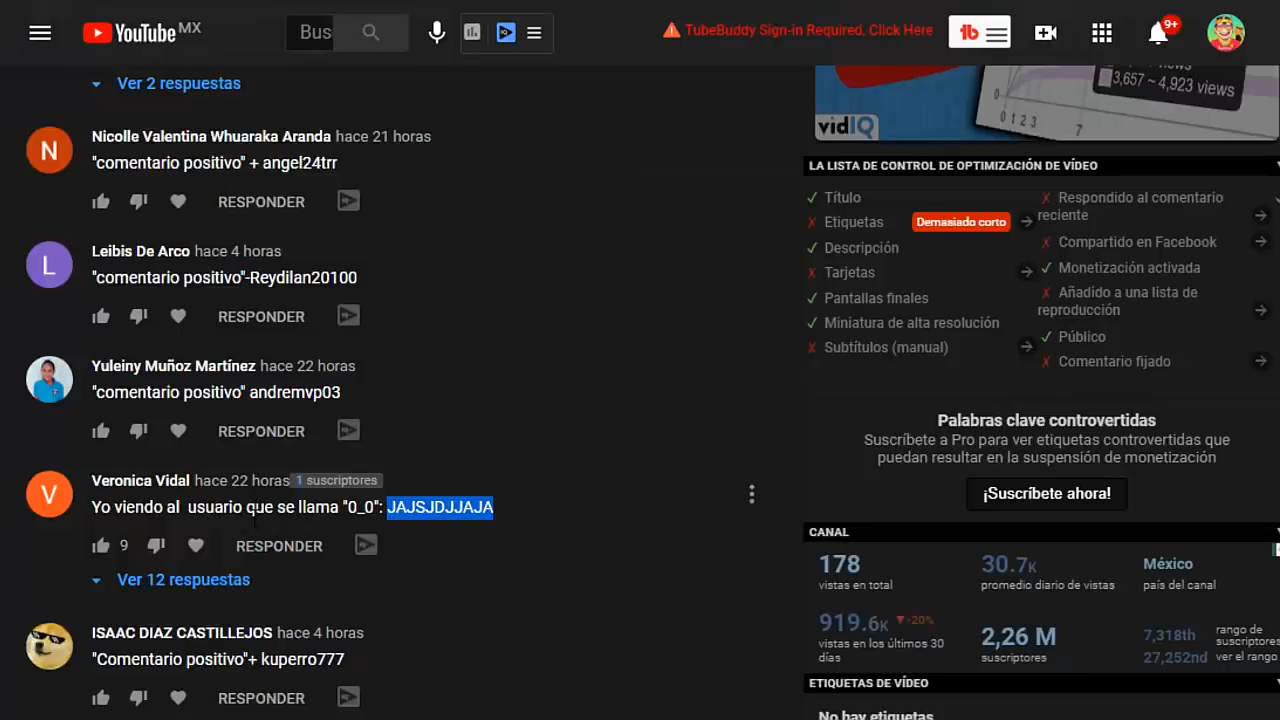 YouTube MX
Bus
TubeBuddy Sign-in Required, Click Here
tb
9+
Ver 2 respuestas
N
Nicolle Valentina Whuaraka Aranda hace 21 horas
"comentario positivo" + angel24trr
RESPONDER
L
Leibis De Arco hace 4 horas
"comentario positivo"-Reydilan20100
RESPONDER
Yuleiny Muñoz Martínez hace 22 horas
"comentario positivo" andremvp03
RESPONDER
V
Veronica Vidal hace 22 horas 1 suscriptores
Yo viendo al usuario que se llama "0_0": JAJSJDJJAJA
9 RESPONDER
Ver 12 respuestas
ISAAC DIAZ CASTILLEJOS hace 4 horas
"Comentario positivo"+ kuperro777
RESPONDER
views
3,657 ~ 4,923 views
0
0 1 2 3 7
vidIQ
LA LISTA DE CONTROL DE OPTIMIZACIÓN DE VÍDEO
Título
Etiquetas Demasiado corto
Descripción
Tarjetas
Pantallas finales
Miniatura de alta resolución
Subtítulos (manual)
Respondido al comentario
reciente
Compartido en Facebook
Monetización activada
Añadido a una lista de
reproducción
Público
Comentario fijado
Palabras clave controvertidas
Suscríbete a Pro para ver etiquetas controvertidas que
puedan resultar en la suspensión de monetización
¡Suscríbete ahora!
CANAL
178
vistas en total
30.7K
promedio diario de vistas
México
país del canal
919.6K ▼-20%
vistas en los últimos 30
días
2,26 M
suscriptores
7,318th
27,252nd
rango de
suscriptores
ver el rango
ETIQUETAS DE VÍDEO
No hay etiquetas